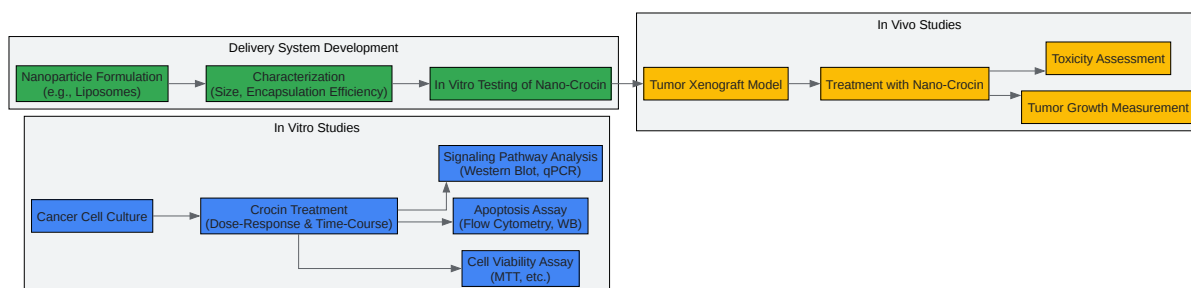 In Vivo Studies
Delivery System Development
Toxicity Assessment
Nanoparticle Formulation
(e.g., Liposomes)
Characterization
(Size, Encapsulation Efficiency)
In Vitro Testing of Nano-Crocin
Tumor Xenograft Model
Treatment with Nano-Crocin
Tumor Growth Measurement
In Vitro Studies
Signaling Pathway Analysis
(Western Blot, qPCR)
Cancer Cell Culture
Crocin Treatment
(Dose-Response & Time-Course)
Apoptosis Assay
(Flow Cytometry, WB)
Cell Viability Assay
(MTT, etc.)